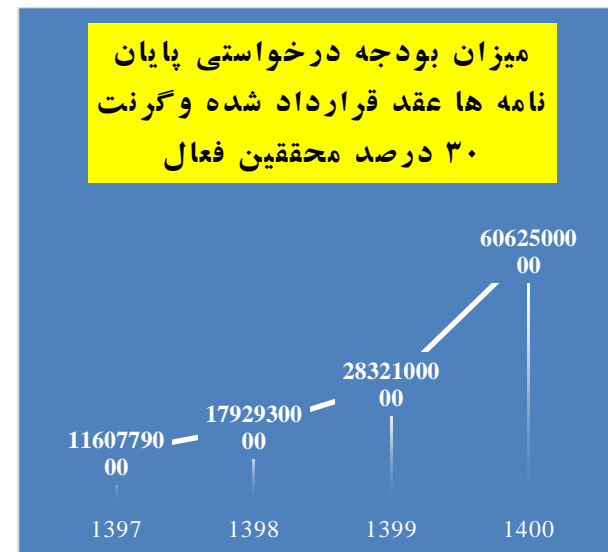 میزان بودجه درخواستی پایان
نامه ها عقد قرارداد شده وگرنت
۳۰ درصد محققین فعال
60625000
00
28321000
00
17929300
00
11607790
00
1397 1398 1399 1400